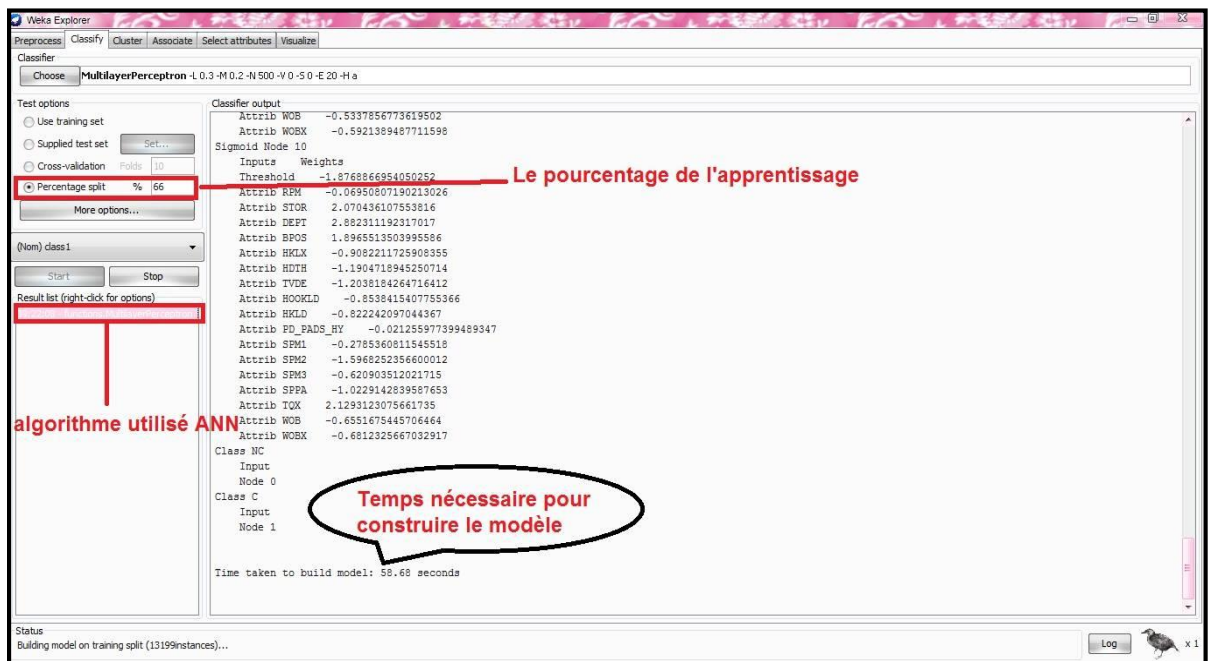 Weka Explorer
Preprocess Classify Cluster Associate Select attributes Visualize
Classifier
Choose MultilayerPerceptron -L 0.3 -M 0.2 -N 500 -V 0 -S 0 -E 20 -H a
Test options
Use training set
Supplied test set Set...
Cross-validation Folds 10
Percentage split % 66
More options...
(Nom) class1
Start Stop
Result list (right-click for options)
functions.MultilayerPerceptron
algorithme utilisé ANN
Classifier output
Attrib WOB -0.5337856773619502
Attrib WOBX -0.5921389487711598
Sigmoid Node 10
Inputs Weights
Threshold -1.8768866954050252
Attrib RPM -0.06950807190213026
Attrib STOR 2.070436107553816
Attrib DEPT 2.882311192317017
Attrib BPOS 1.8965513503995586
Attrib HKLX -0.9082211725908355
Attrib HDTH -1.1904718945250714
Attrib TVDE -1.2038184264716412
Attrib HOOKLD -0.8538415407755366
Attrib HKLD -0.822242097044367
Attrib PD_PADS_HY -0.021255977399489347
Attrib SPM1 -0.2785360811545518
Attrib SPM2 -1.5968252356600012
Attrib SPM3 -0.620903512021715
Attrib SPPA -1.0229142839587653
Attrib TQX 2.1293123075661735
Attrib WOB -0.6551675445706464
Attrib WOBX -0.6812325667032917
Class NC
Input
Node 0
Class C
Input
Node 1
Time taken to build model: 58.68 seconds
Le pourcentage de l'apprentissage
Temps nécessaire pour
construire le modèle
Status
Building model on training split (13199instances)...
Log x 1